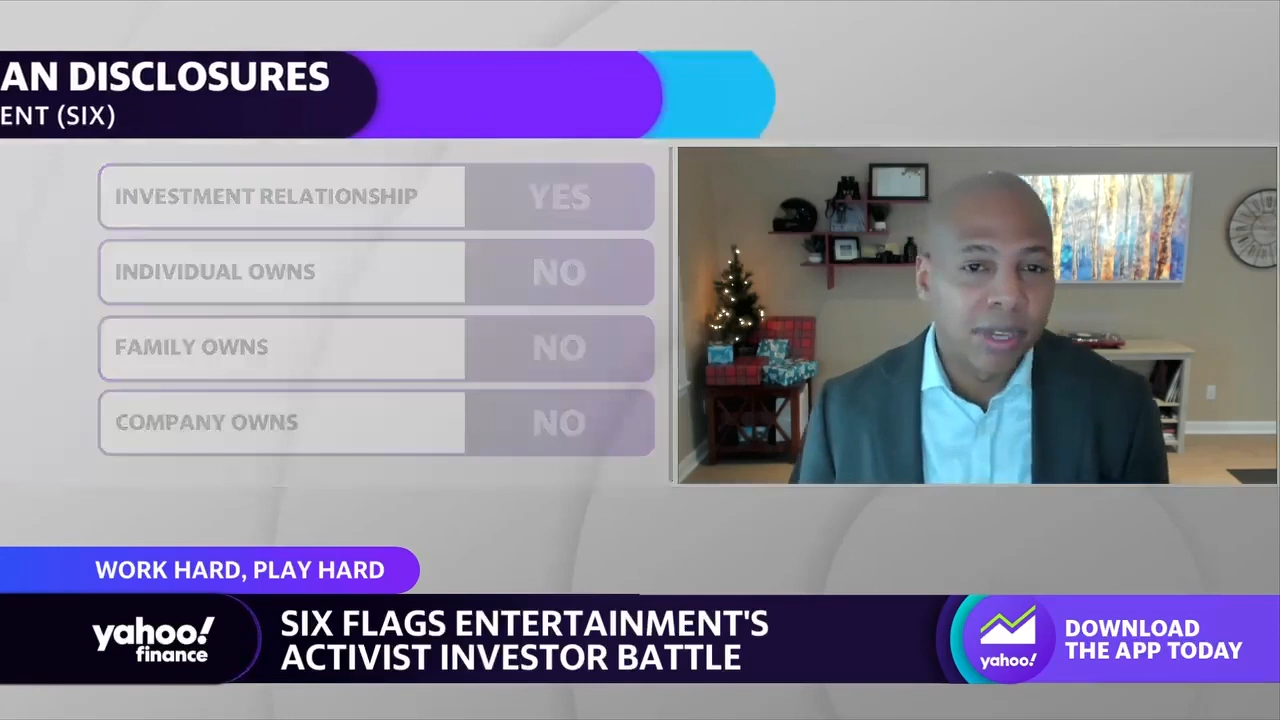 AN DISCLOSURES
ENT (SIX)
INVESTMENT RELATIONSHIP YES
INDIVIDUAL OWNS NO
FAMILY OWNS NO
COMPANY OWNS NO
WORK HARD, PLAY HARD
yahoo!
finance
SIX FLAGS ENTERTAINMENT'S
ACTIVIST INVESTOR BATTLE
yahoo!
DOWNLOAD
THE APP TODAY